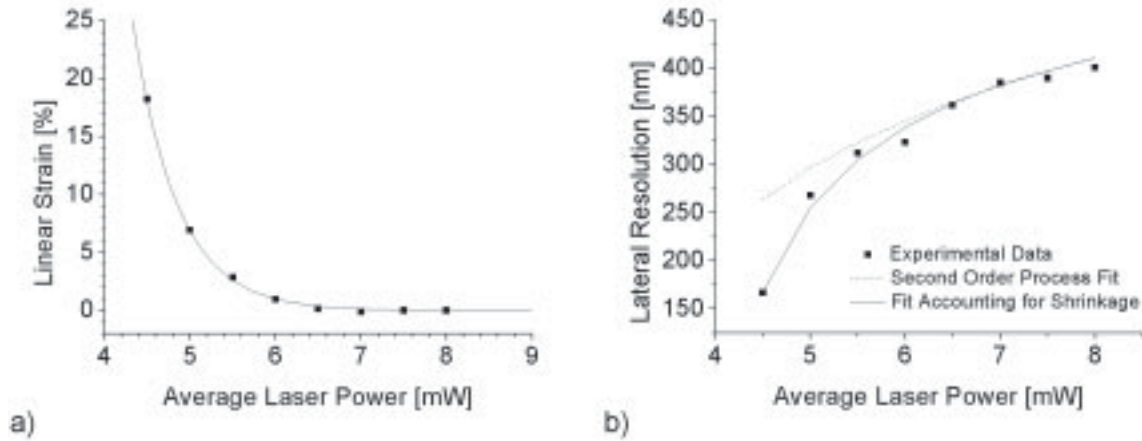 25
20
15
10
5
0
Linear Strain [%]
4 5 6 7 8 9
Average Laser Power [mW]
a)
450
400
350
300
250
200
150
Lateral Resolution [nm]
Experimental Data
Second Order Process Fit
Fit Accounting for Shrinkage
4 5 6 7 8
Average Laser Power [mW]
b)